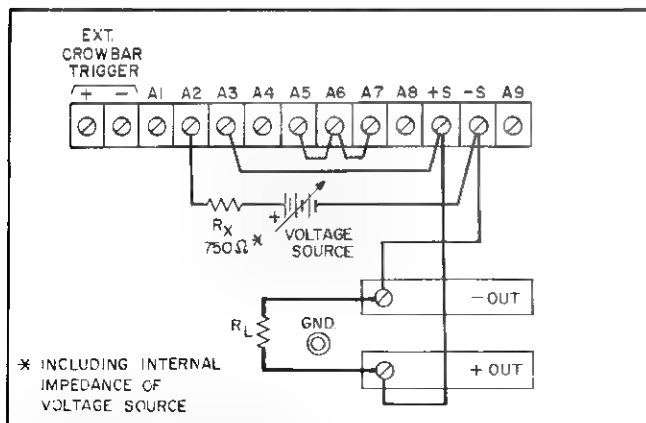 EXT.
CROWBAR
TRIGGER
+ - A1 A2 A3 A4 A5 A6 A7 A8 +S -S A9
+
RX
750Ω*
VOLTAGE
SOURCE
- OUT
RL
GND.
+ OUT
* INCLUDING INTERNAL
IMPEDANCE OF
VOLTAGE SOURCE